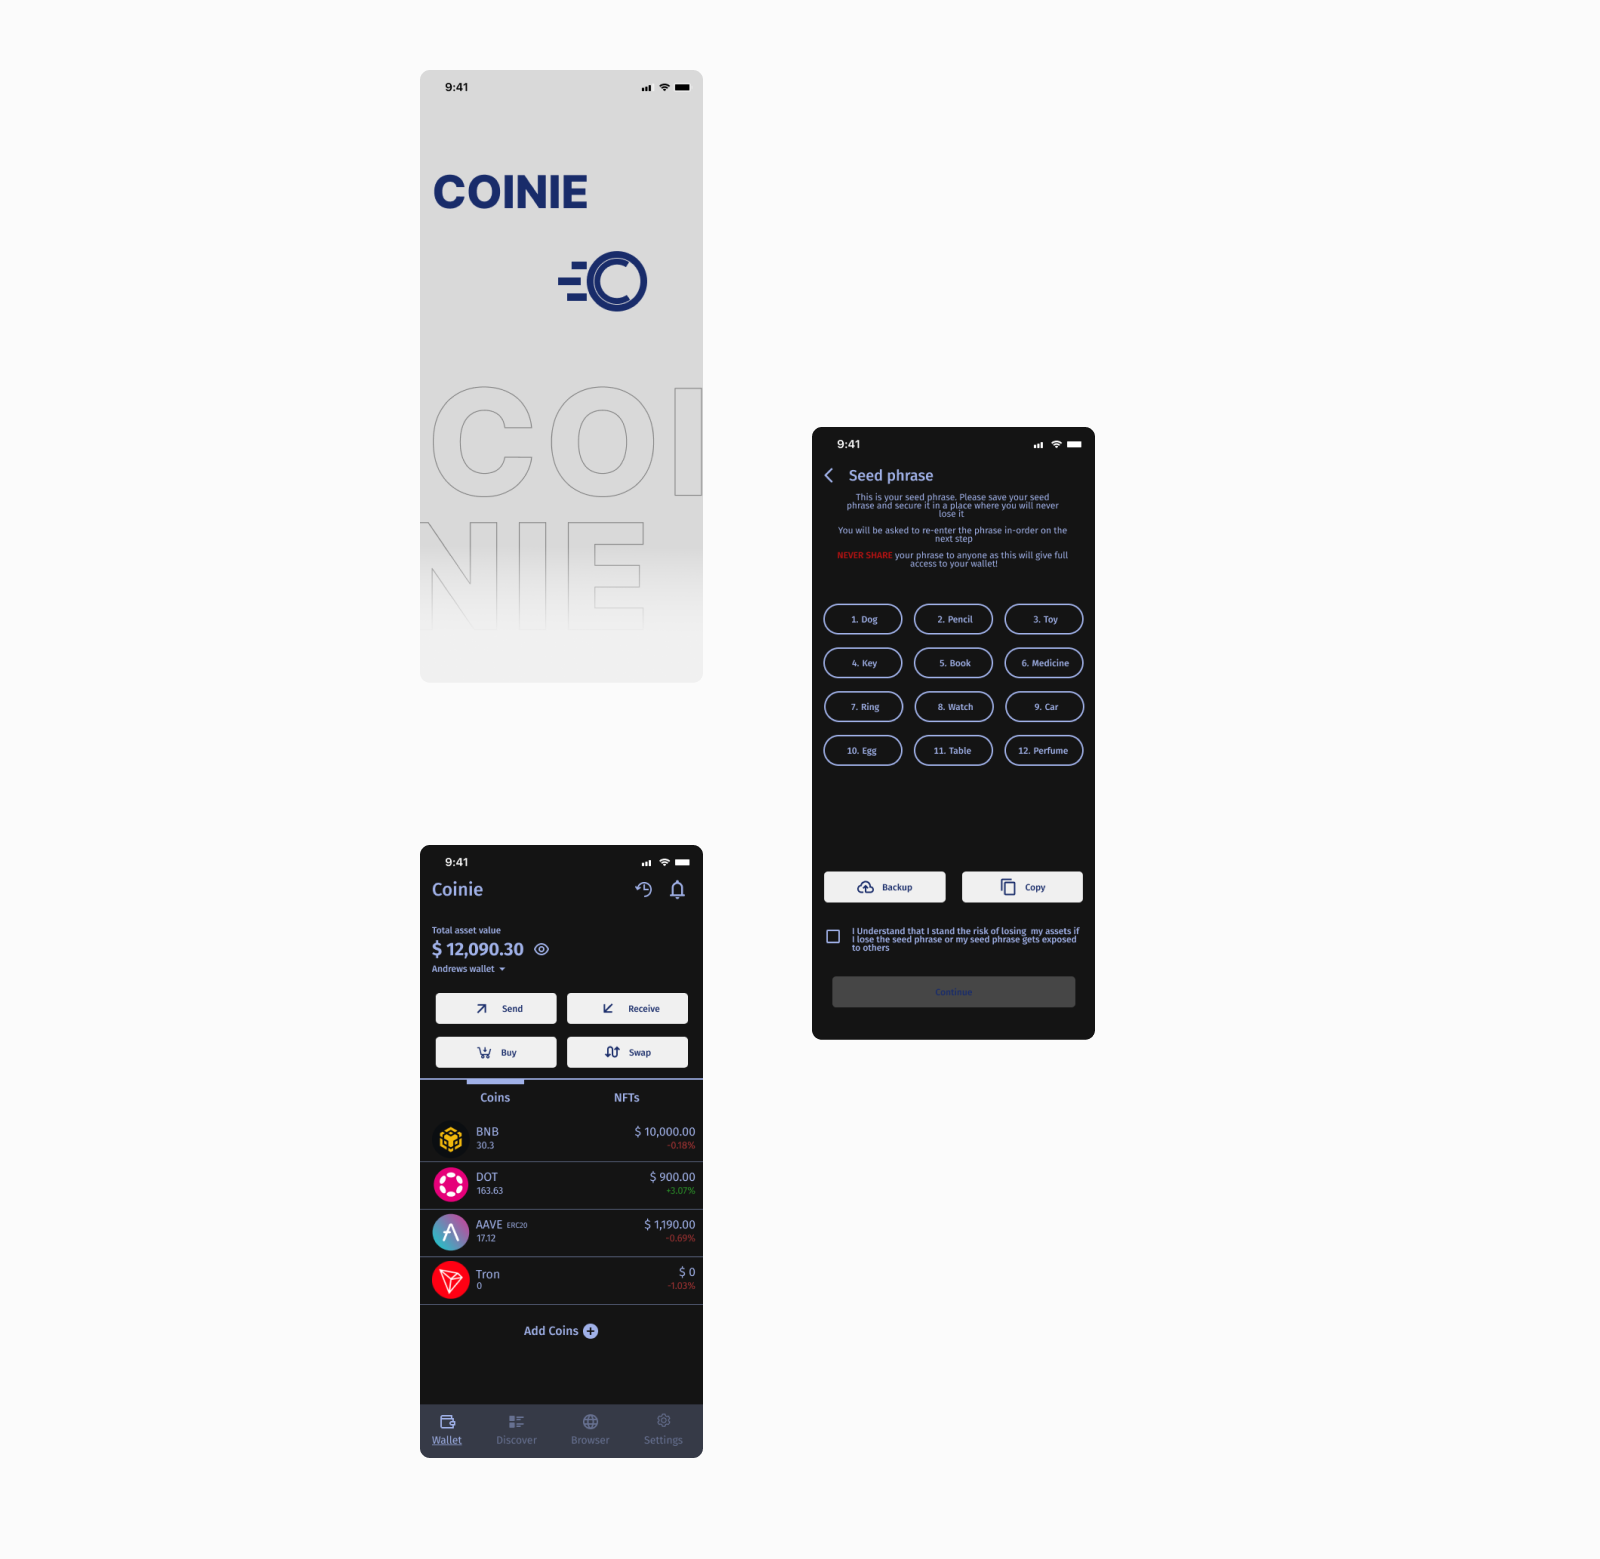 9:41
COINIE
COI
NIE
9:41
Seed phrase
This is your seed phrase. Please save your seed
phrase and secure it in a place where you will never
lose it
You will be asked to re-enter the phrase in-order on the
next step
NEVER SHARE your phrase to anyone as this will give full
access to your wallet!
1. Dog 2. Pencil 3. Toy
4. Key 5. Book 6. Medicine
7. Ring 8. Watch 9. Car
10. Egg 11. Table 12. Perfume
Backup Copy
I Understand that I stand the risk of losing my assets if
I lose the seed phrase or my seed phrase gets exposed
to others
Continue
9:41
Coinie
Total asset value
$ 12,090.30
Andrews wallet
Send Receive
Buy Swap
Coins NFTs
BNB $ 10,000.00
30.3 -0.18%
DOT $ 900.00
163.63 +3.07%
AAVE ERC20 $ 1,190.00
17.12 -0.69%
Tron $ 0
0 -1.03%
Add Coins
Wallet Discover Browser Settings